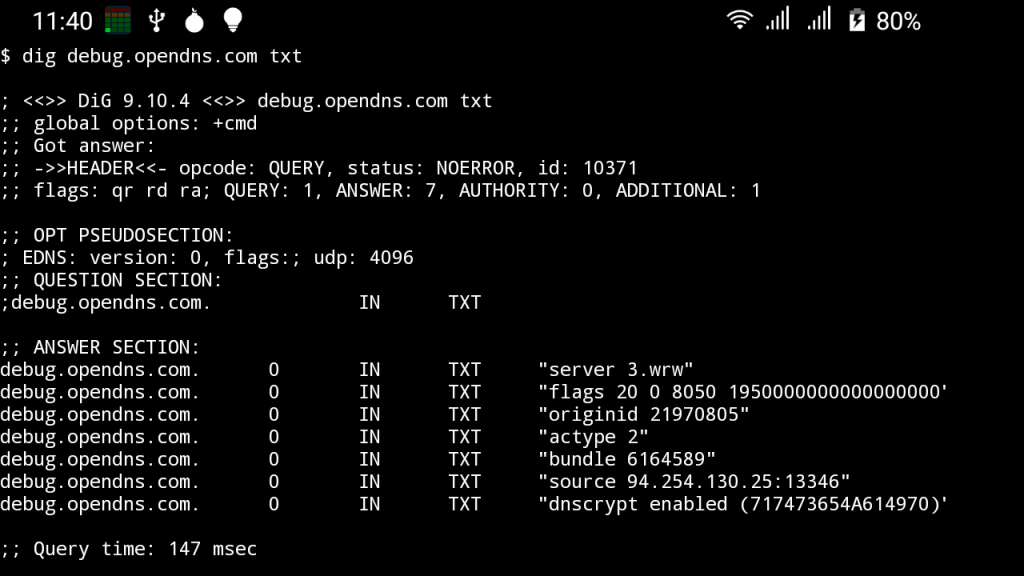 11:40 80%
$ dig debug.opendns.com txt
; <<>> DiG 9.10.4 <<>> debug.opendns.com txt
;; global options: +cmd
;; Got answer:
;; ->>HEADER<<- opcode: QUERY, status: NOERROR, id: 10371
;; flags: qr rd ra; QUERY: 1, ANSWER: 7, AUTHORITY: 0, ADDITIONAL: 1
;; OPT PSEUDOSECTION:
; EDNS: version: 0, flags:; udp: 4096
;; QUESTION SECTION:
;debug.opendns.com. IN TXT
;; ANSWER SECTION:
debug.opendns.com. 0 IN TXT "server 3.wrw"
debug.opendns.com. 0 IN TXT "flags 20 0 8050 1950000000000000000'
debug.opendns.com. 0 IN TXT "originid 21970805"
debug.opendns.com. 0 IN TXT "actype 2"
debug.opendns.com. 0 IN TXT "bundle 6164589"
debug.opendns.com. 0 IN TXT "source 94.254.130.25:13346"
debug.opendns.com. 0 IN TXT "dnscrypt enabled (717473654A614970)'
;; Query time: 147 msec